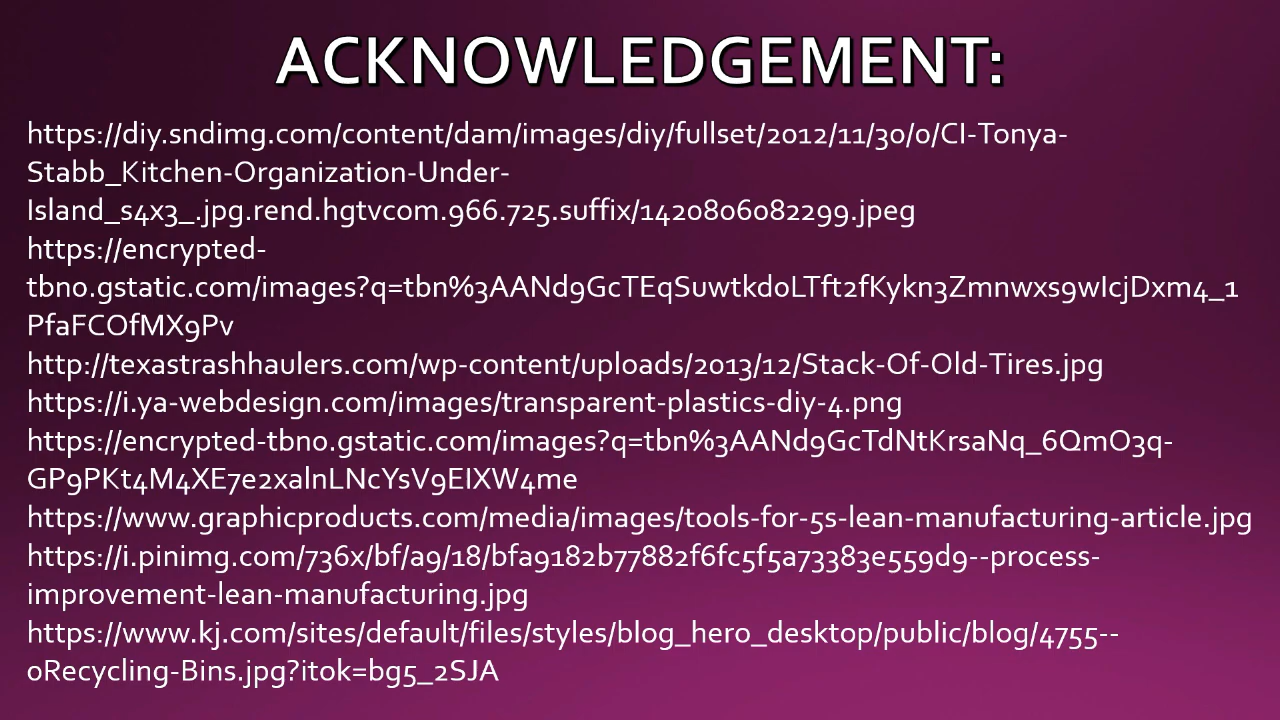 ACKNOWLEDGEMENT:
https://diy.sndimg.com/content/dam/images/diy/fullset/2012/11/30/0/CI-Tonya-
Stabb_Kitchen-Organization-Under-
Island_s4x3_.jpg.rend.hgtvcom.966.725.suffix/1420806082299.jpeg
https://encrypted-
tbn0.gstatic.com/images?q=tbn%3AANd9GcTEqSuwtkdoLTft2fKykn3Zmnwxs9wIcjDxm4_1
PfaFCOfMX9Pv
http://texastrashhaulers.com/wp-content/uploads/2013/12/Stack-Of-Old-Tires.jpg
https://i.ya-webdesign.com/images/transparent-plastics-diy-4.png
https://encrypted-tbn0.gstatic.com/images?q=tbn%3AANd9GcTdNtKrsaNq_6QmO3q-
GP9PKt4M4XE7e2xalnLNcYsV9EIXW4me
https://www.graphicproducts.com/media/images/tools-for-5s-lean-manufacturing-article.jpg
https://i.pinimg.com/736x/bf/a9/18/bfa9182b77882f6fc5f5a73383e559d9--process-
improvement-lean-manufacturing.jpg
https://www.kj.com/sites/default/files/styles/blog_hero_desktop/public/blog/4755--
0Recycling-Bins.jpg?itok=bg5_2SJA